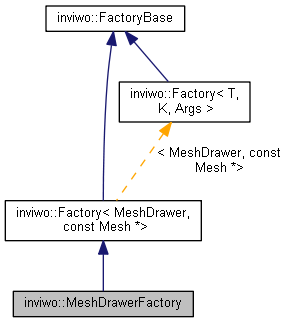 inviwo::FactoryBase
inviwo::Factory< T,
K, Args >
< MeshDrawer, const
Mesh *>
inviwo::Factory< MeshDrawer,
const Mesh *>
inviwo::MeshDrawerFactory